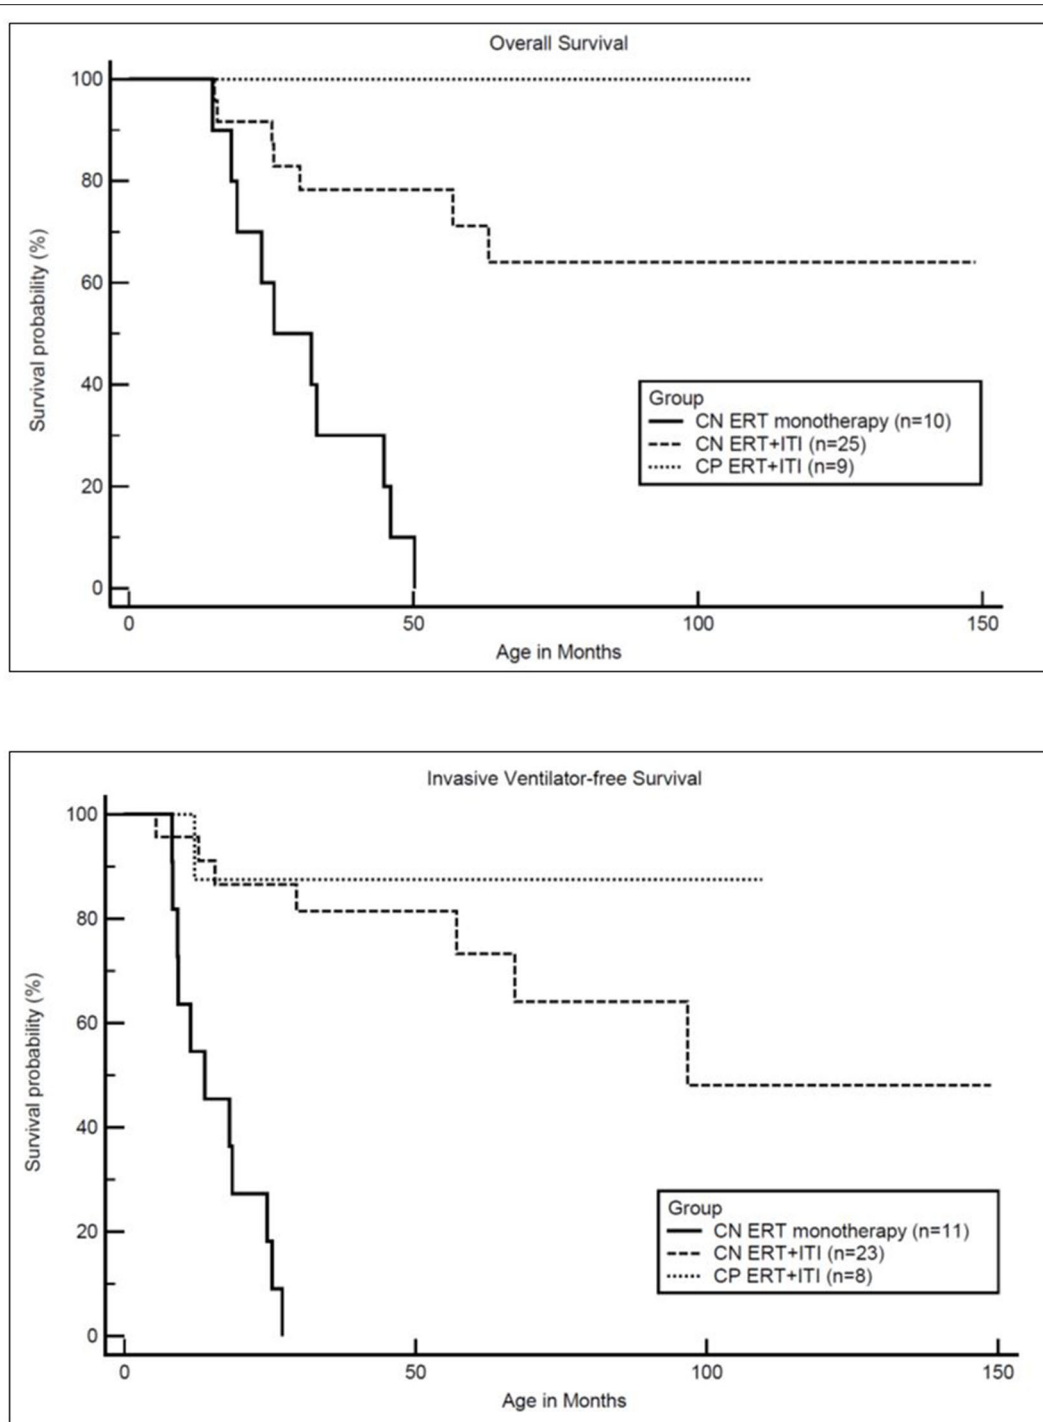 Overall Survival
100
80
60
40
20
0
Survival probability (%)
Group
CN ERT monotherapy (n=10)
CN ERT+ITI (n=25)
CP ERT+ITI (n=9)
0 50 100 150
Age in Months
Invasive Ventilator-free Survival
100
80
60
40
20
0
Survival probability (%)
Group
CN ERT monotherapy (n=11)
CN ERT+ITI (n=23)
CP ERT+ITI (n=8)
0 50 100 150
Age in Months